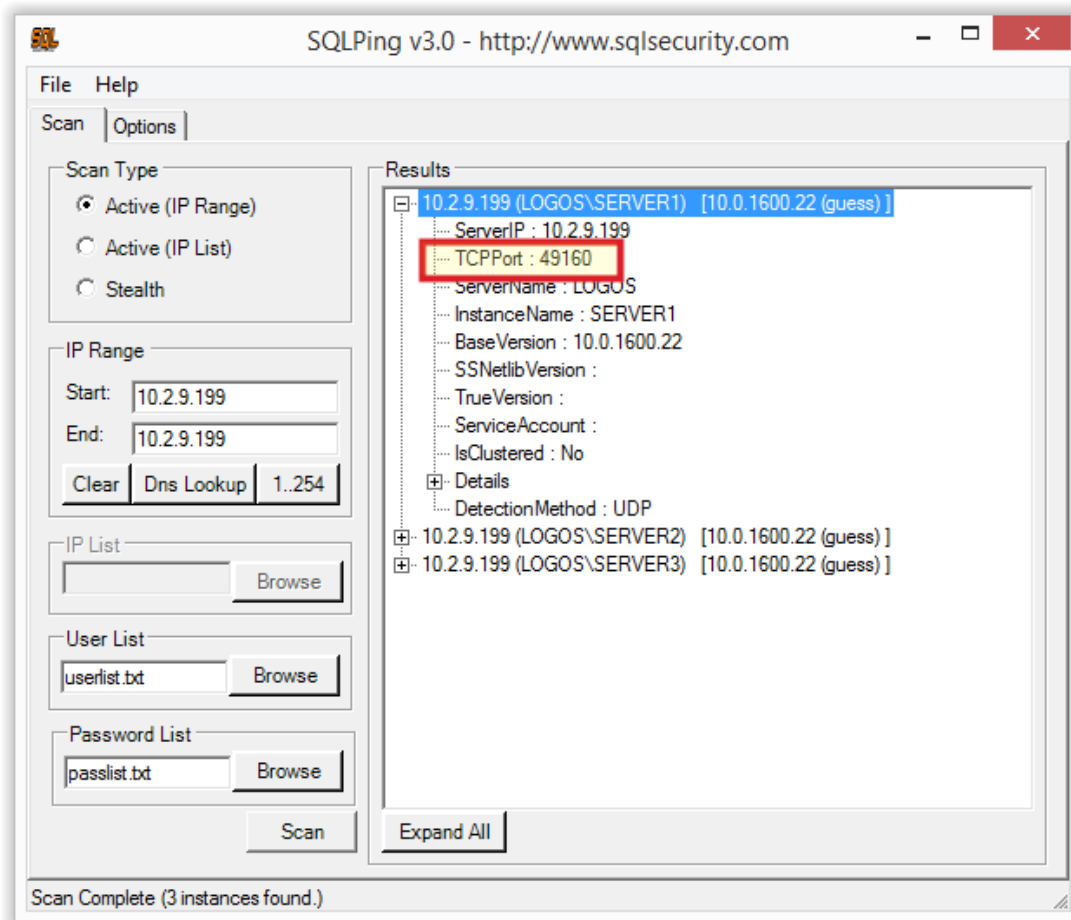 SQL
SQLPing v3.0 - http://www.sqlsecurity.com
File Help
Scan Options
Scan Type
Active (IP Range)
Active (IP List)
Stealth
IP Range
Start: 10.2.9.199
End: 10.2.9.199
Clear Dns Lookup 1..254
IP List
Browse
User List
userlist.txt Browse
Password List
passlist.txt Browse
Scan
Results
10.2.9.199 (LOGOS\SERVER1) [10.0.1600.22 (guess) ]
ServerIP : 10.2.9.199
TCPPort : 49160
ServerName : LOGOS
InstanceName : SERVER1
BaseVersion : 10.0.1600.22
SSNetlibVersion :
TrueVersion :
ServiceAccount :
IsClustered : No
Details
DetectionMethod : UDP
10.2.9.199 (LOGOS\SERVER2) [10.0.1600.22 (guess) ]
10.2.9.199 (LOGOS\SERVER3) [10.0.1600.22 (guess) ]
Expand All
Scan Complete (3 instances found.)